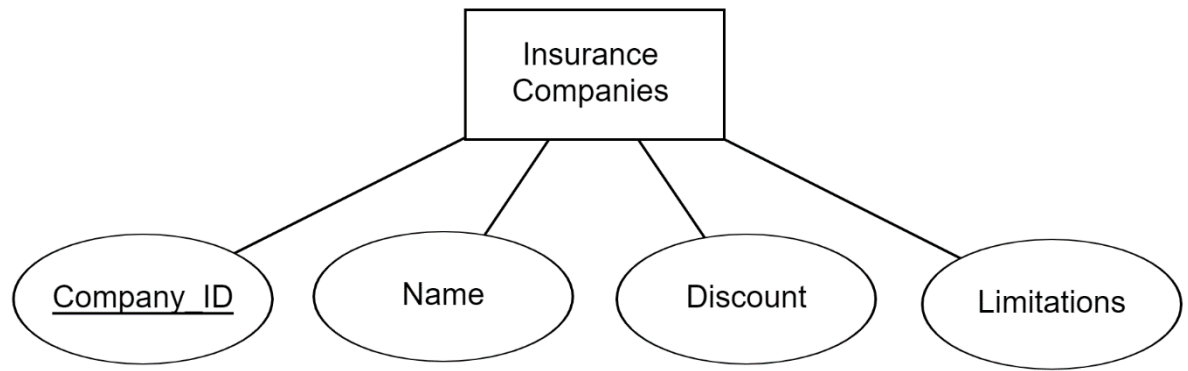 Insurance
Companies
Company_ID
Name
Discount
Limitations